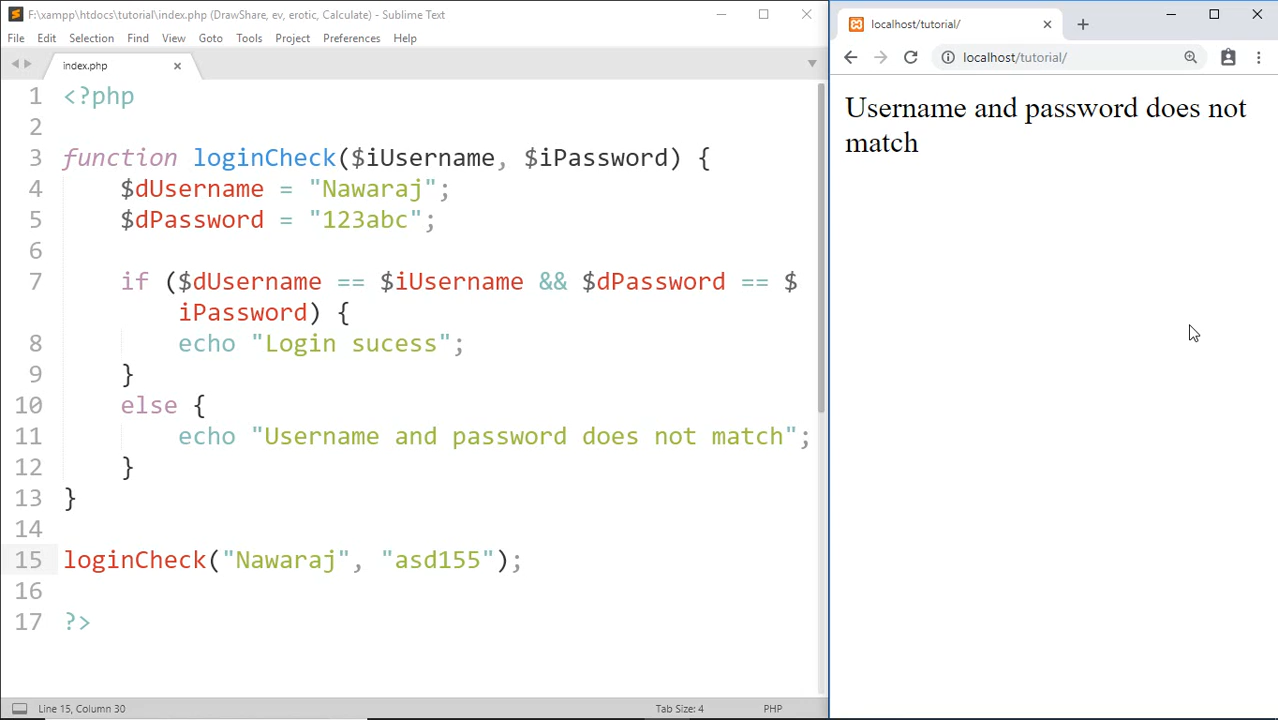 F:\xampp\htdocs\tutorial\index.php (DrawShare, ev, erotic, Calculate) - Sublime Text
File Edit Selection Find View Goto Tools Project Preferences Help
index.php
1 <?php
2
3 function loginCheck($iUsername, $iPassword) {
4 $dUsername = "Nawaraj";
5 $dPassword = "123abc";
6
7 if ($dUsername == $iUsername && $dPassword == $
iPassword) {
8 echo "Login sucess";
9 }
10 else {
11 echo "Username and password does not match";
12 }
13 }
14
15 loginCheck("Nawaraj", "asd155");
16
17 ?>
Line 15, Column 30
Tab Size: 4
PHP
localhost/tutorial/
localhost/tutorial/
Username and password does not
match